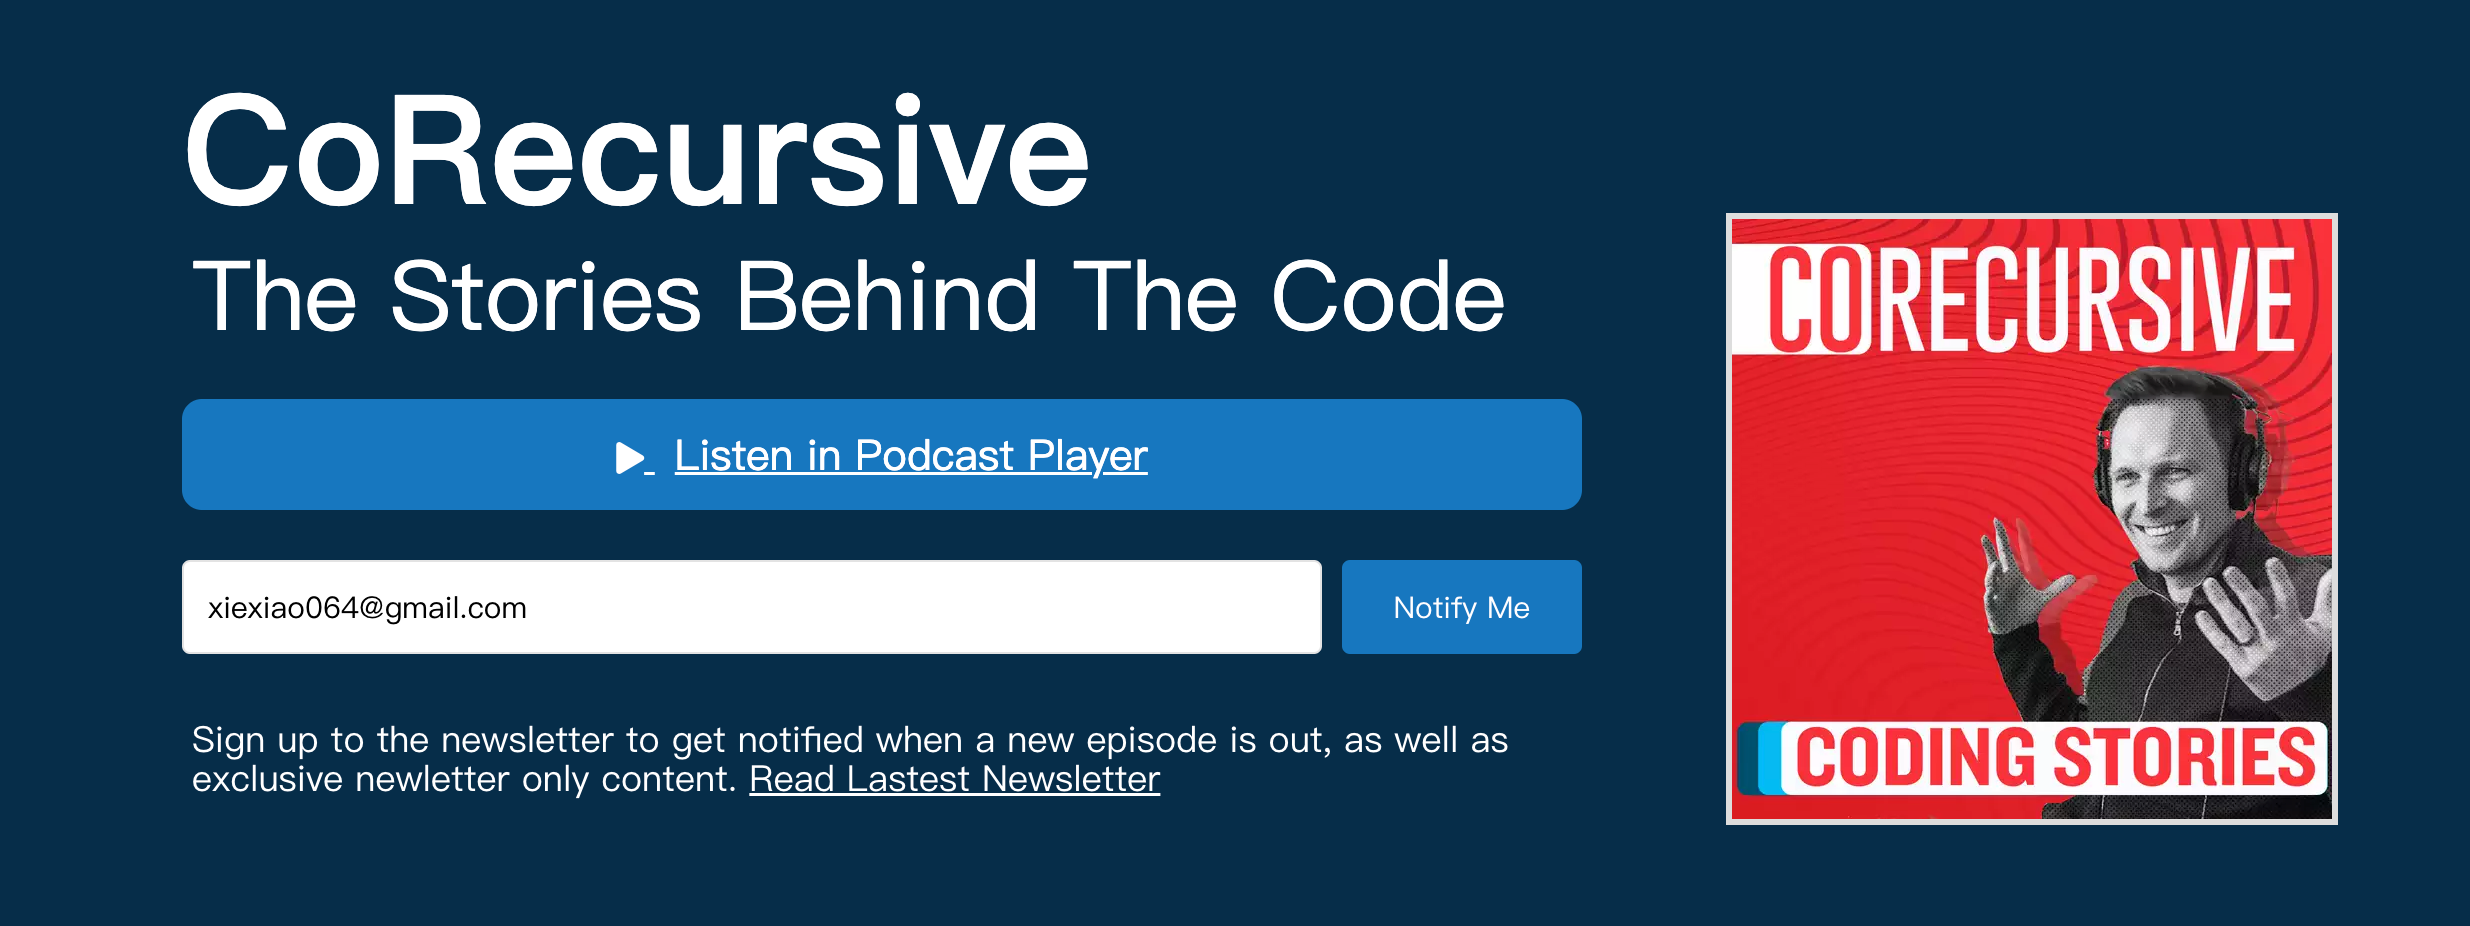 CoRecursive
The Stories Behind The Code
Listen in Podcast Player
xiexiao064@gmail.com
Notify Me
Sign up to the newsletter to get notified when a new episode is out, as well as
exclusive newletter only content. Read Lastest Newsletter
CORECURSIVE
CODING STORIES